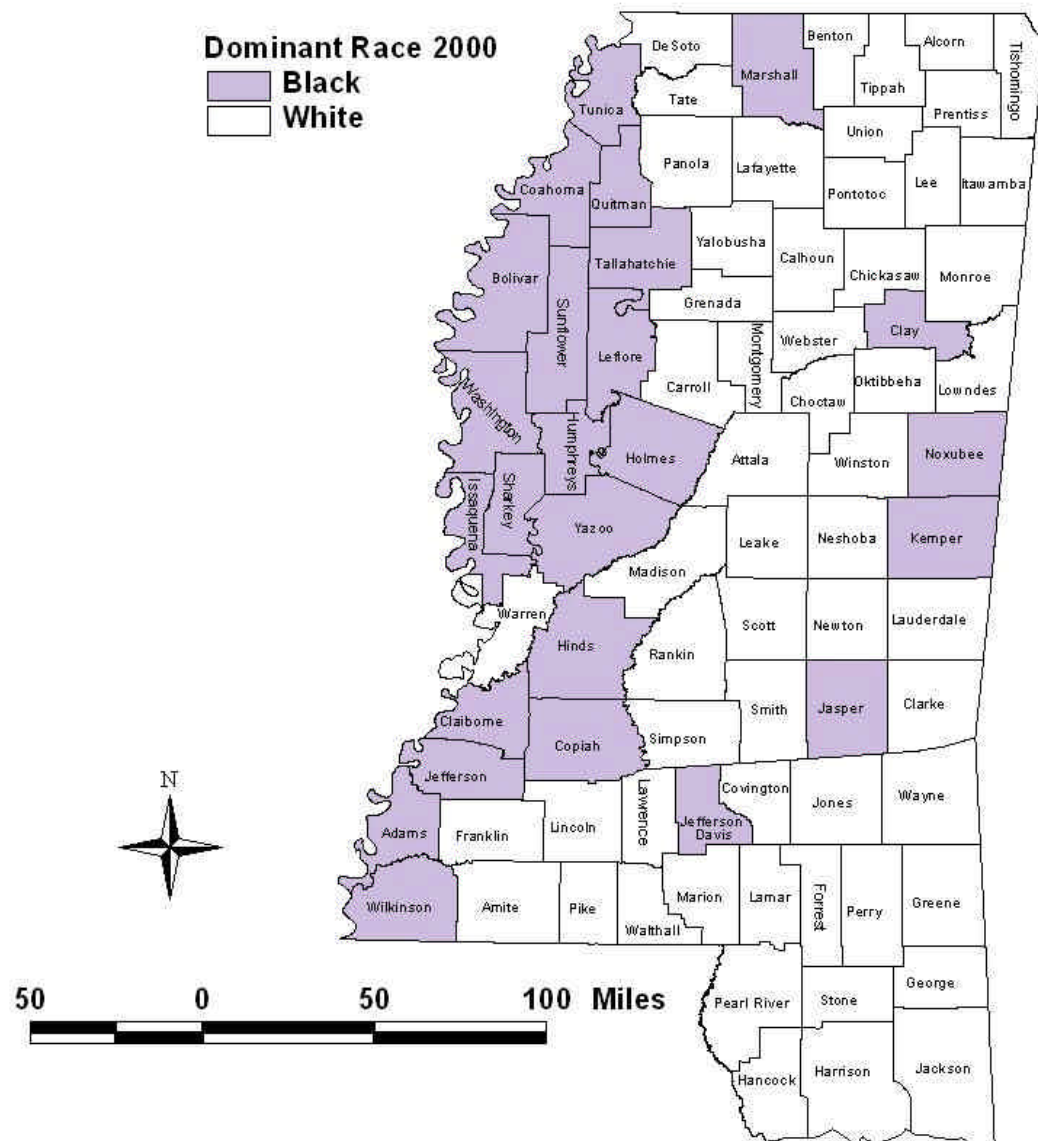 Dominant Race 2000
Black
White
DeSoto
Marshall
Benton
Tippah
Alcorn
Tishomingo
Tunica
Tate
Prentiss
Union
Panola
Lafayette
Pontotoc
Lee
Itawamba
Coahoma
Quitman
Yalobusha
Calhoun
Chickasaw
Monroe
Bolivar
Sunflower
Tallahatchie
Grenada
Clay
Leflore
Carroll
Montgomery
Webster
Choctaw
Oktibbeha
Lowndes
Washington
Humphreys
Holmes
Attala
Winston
Noxubee
Issaquena
Sharkey
Yazoo
Madison
Leake
Neshoba
Kemper
Warren
Hinds
Rankin
Scott
Newton
Lauderdale
Claiborne
Copiah
Simpson
Smith
Jasper
Clarke
Jefferson
Lawrence
Jefferson
Davis
Covington
Jones
Wayne
N
Adams
Franklin
Lincoln
Wilkinson
Amite
Pike
Walthall
Marion
Lamar
Forrest
Perry
Greene
Pearl River
Stone
George
Hancock
Harrison
Jackson
50 0 50 100 Miles